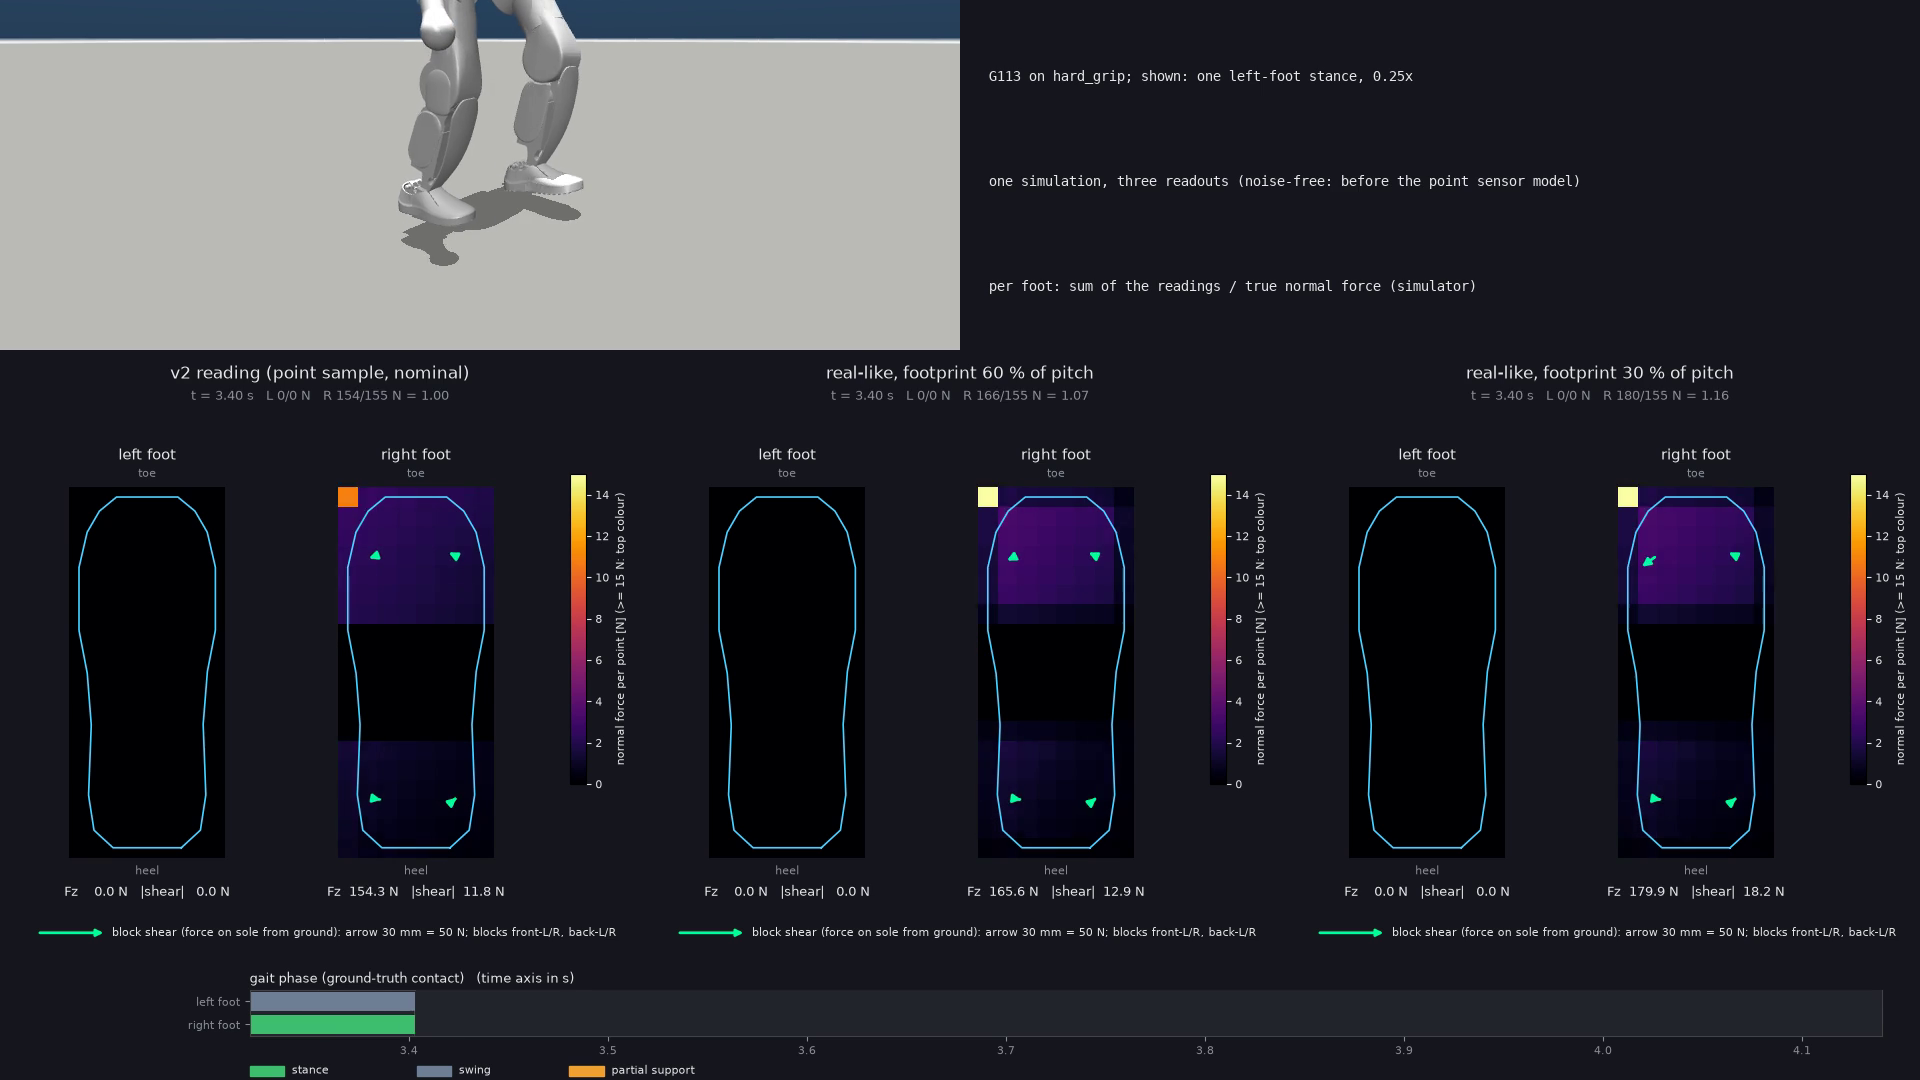 G113 on hard_grip; shown: one left-foot stance, 0.25x
one simulation, three readouts (noise-free: before the point sensor model)
per foot: sum of the readings / true normal force (simulator)
v2 reading (point sample, nominal)
t = 3.40 s L 0/0 N R 154/155 N = 1.00
left foot
toe
right foot
toe
14
12
10
8
6
4
2
0
normal force per point [N] (>= 15 N: top colour)
heel
heel
Fz 0.0 N |shear| 0.0 N
Fz 154.3 N |shear| 11.8 N
block shear (force on sole from ground): arrow 30 mm = 50 N; blocks front-L/R, back-L/R
real-like, footprint 60 % of pitch
t = 3.40 s L 0/0 N R 166/155 N = 1.07
left foot
toe
right foot
toe
14
12
10
8
6
4
2
0
normal force per point [N] (>= 15 N: top colour)
heel
heel
Fz 0.0 N |shear| 0.0 N
Fz 165.6 N |shear| 12.9 N
block shear (force on sole from ground): arrow 30 mm = 50 N; blocks front-L/R, back-L/R
real-like, footprint 30 % of pitch
t = 3.40 s L 0/0 N R 180/155 N = 1.16
left foot
toe
right foot
toe
14
12
10
8
6
4
2
0
normal force per point [N] (>= 15 N: top colour)
heel
heel
Fz 0.0 N |shear| 0.0 N
Fz 179.9 N |shear| 18.2 N
block shear (force on sole from ground): arrow 30 mm = 50 N; blocks front-L/R, back-L/R
gait phase (ground-truth contact) (time axis in s)
left foot
right foot
3.4 3.5 3.6 3.7 3.8 3.9 4.0 4.1
stance swing partial support